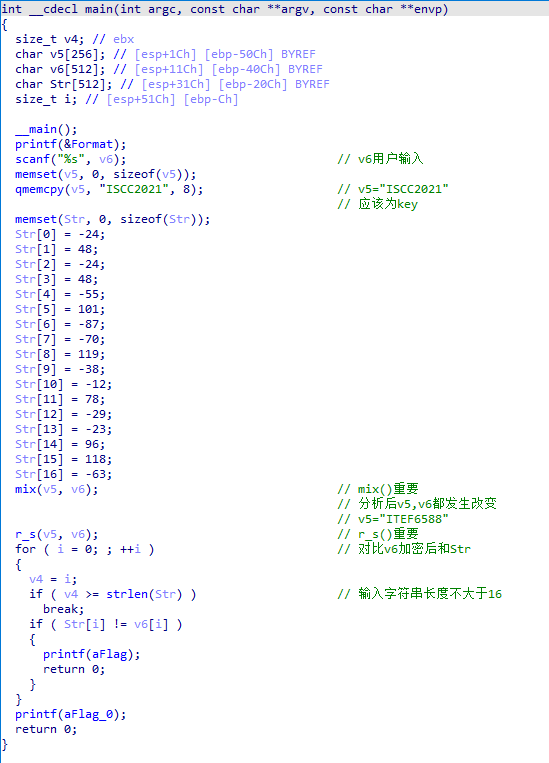 int __cdecl main(int argc, const char **argv, const char **envp)
{
  size_t v4; // ebx
  char v5[256]; // [esp+1Ch] [ebp-50Ch] BYREF
  char v6[512]; // [esp+11Ch] [ebp-40Ch] BYREF
  char Str[512]; // [esp+31Ch] [ebp-20Ch] BYREF
  size_t i; // [esp+51Ch] [ebp-Ch]

  __main();
  printf(&Format);
  scanf("%s", v6); // v6用户输入
  memset(v5, 0, sizeof(v5));
  qmemcpy(v5, "ISCC2021", 8); // v5="ISCC2021"
// 应该为key
  memset(Str, 0, sizeof(Str));
  Str[0] = -24;
  Str[1] = 48;
  Str[2] = -24;
  Str[3] = 48;
  Str[4] = -55;
  Str[5] = 101;
  Str[6] = -87;
  Str[7] = -70;
  Str[8] = 119;
  Str[9] = -38;
  Str[10] = -12;
  Str[11] = 78;
  Str[12] = -29;
  Str[13] = -23;
  Str[14] = 96;
  Str[15] = 118;
  Str[16] = -63;
  mix(v5, v6); // mix()重要
// 分析后v5,v6都发生改变
// v5="ITEF6588"
  r_s(v5, v6); // r_s()重要
  for ( i = 0; ; ++i ) // 对比v6加密后和Str
  {
    v4 = i;
    if ( v4 >= strlen(Str) ) // 输入字符串长度不大于16
      break;
    if ( Str[i] != v6[i] )
    {
      printf(aFlag);
      return 0;
    }
  }
  printf(aFlag_0);
  return 0;
}